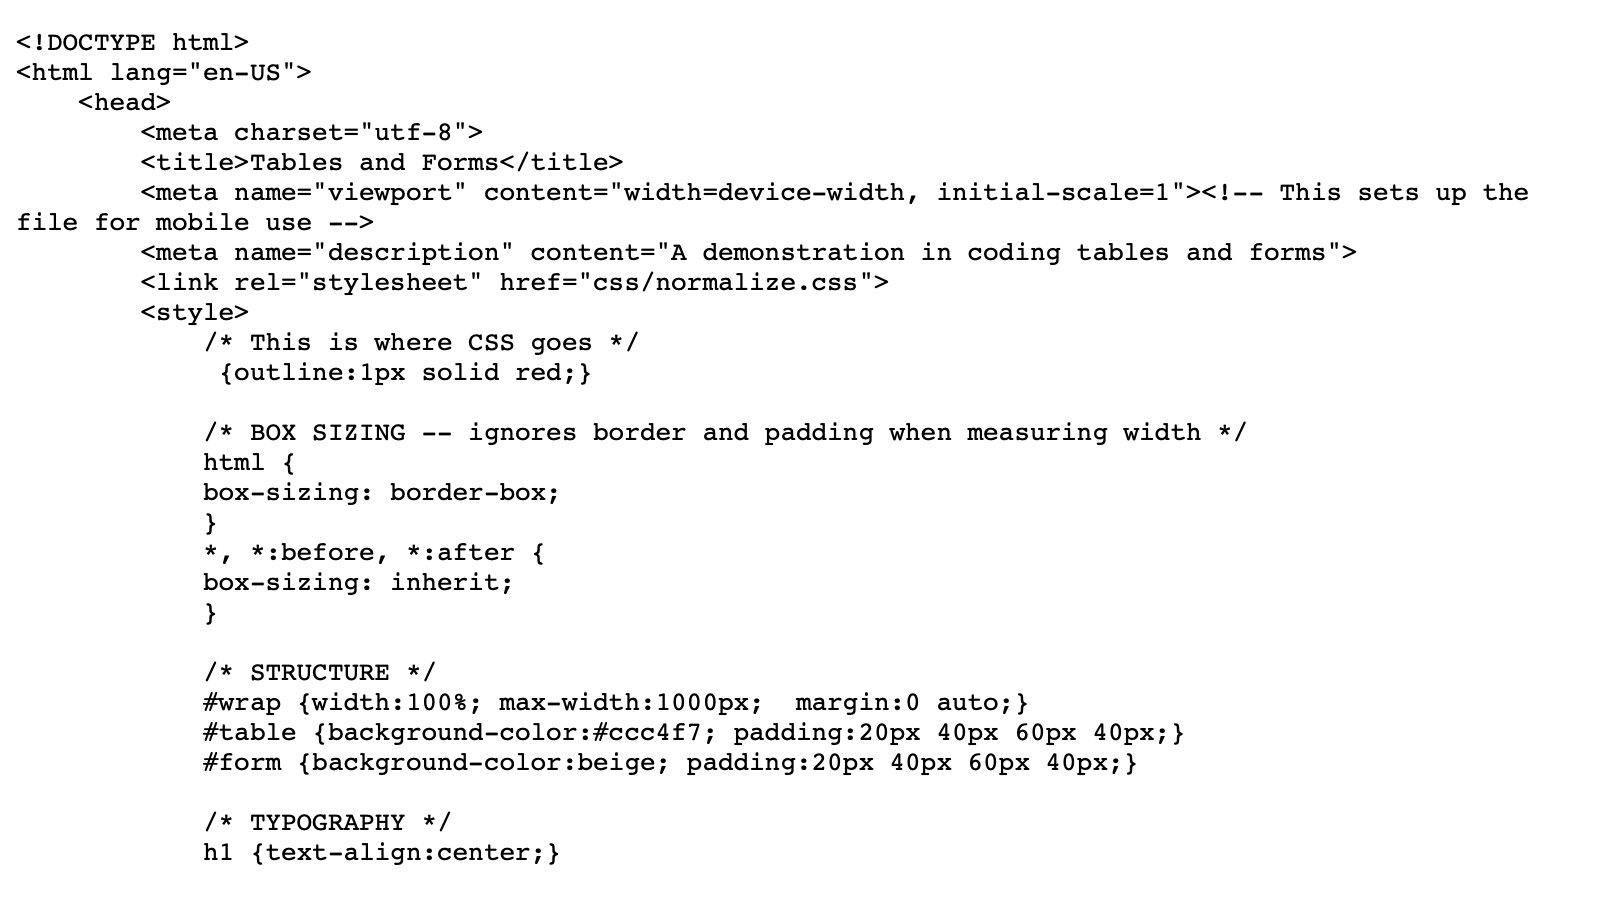 <!DOCTYPE html>
<html lang="en-US">
    <head>
        <meta charset="utf-8">
        <title>Tables and Forms</title>
        <meta name="viewport" content="width=device-width, initial-scale=1"><!-- This sets up the
file for mobile use -->
        <meta name="description" content="A demonstration in coding tables and forms">
        <link rel="stylesheet" href="css/normalize.css">
        <style>
            /* This is where CSS goes */
             {outline:1px solid red;}

            /* BOX SIZING -- ignores border and padding when measuring width */
            html {
            box-sizing: border-box;
            }
            *, *:before, *:after {
            box-sizing: inherit;
            }

            /* STRUCTURE */
            #wrap {width:100%; max-width:1000px;  margin:0 auto;}
            #table {background-color:#ccc4f7; padding:20px 40px 60px 40px;}
            #form {background-color:beige; padding:20px 40px 60px 40px;}

            /* TYPOGRAPHY */
            h1 {text-align:center;}